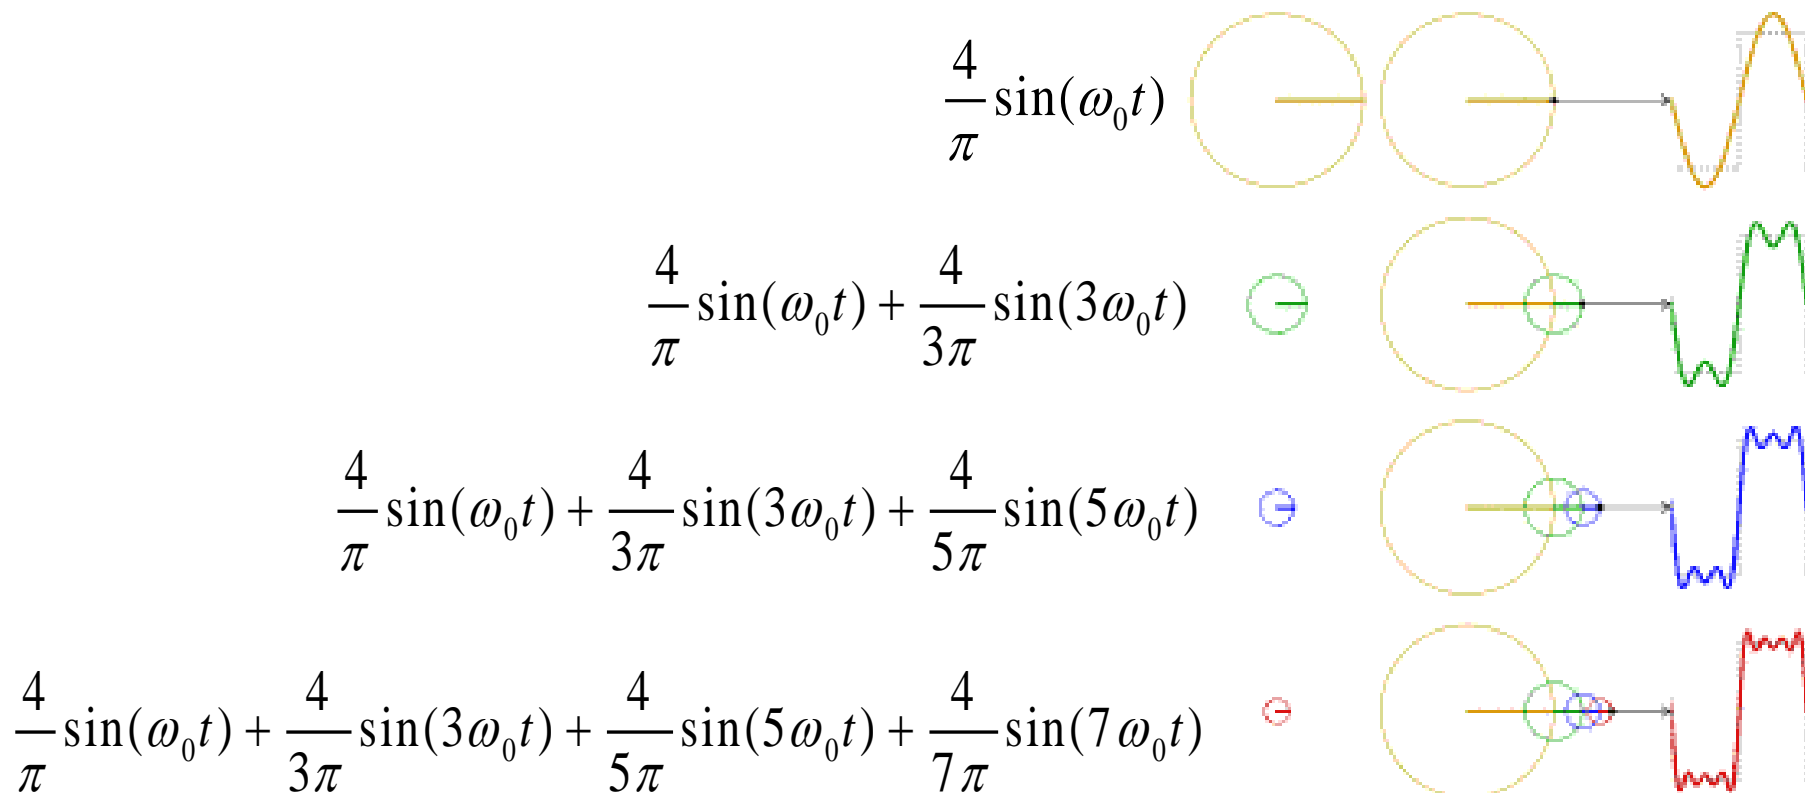 4/π sin(ω₀t)
4/π sin(ω₀t) + 4/3π sin(3ω₀t)
4/π sin(ω₀t) + 4/3π sin(3ω₀t) + 4/5π sin(5ω₀t)
4/π sin(ω₀t) + 4/3π sin(3ω₀t) + 4/5π sin(5ω₀t) + 4/7π sin(7ω₀t)